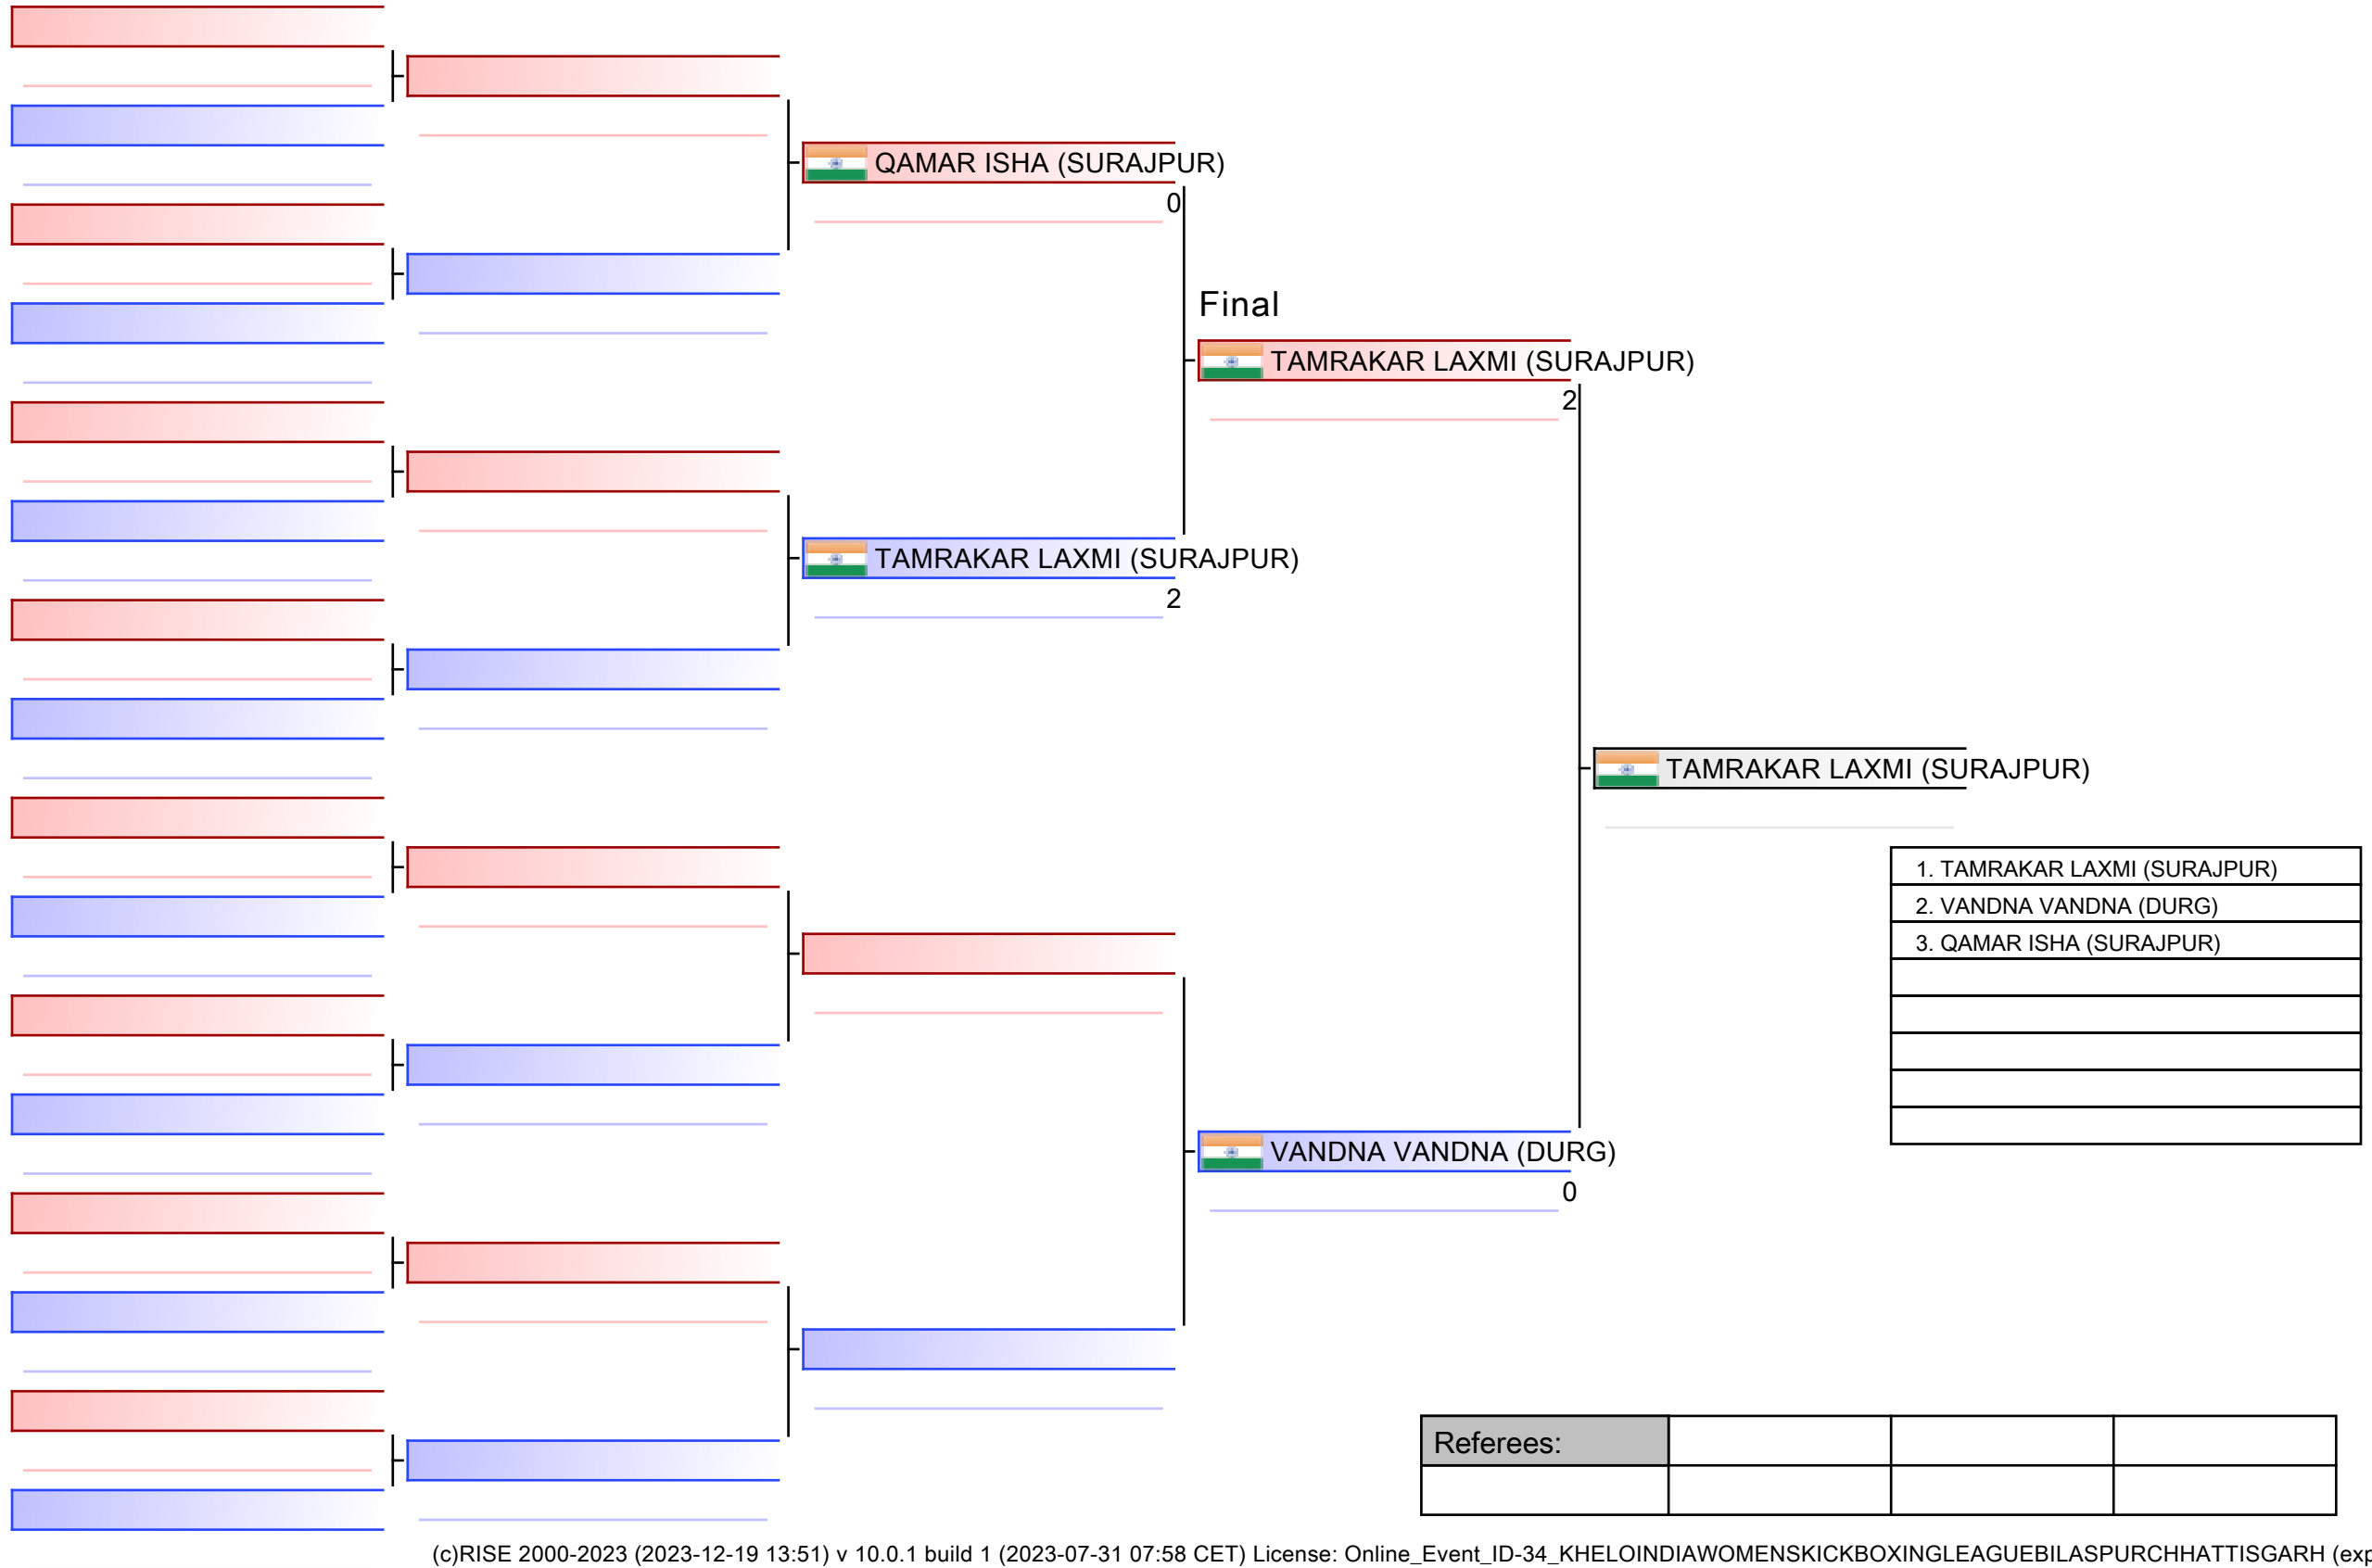 QAMAR ISHA (SURAJPUR)
0
Final
TAMRAKAR LAXMI (SURAJPUR)
2
TAMRAKAR LAXMI (SURAJPUR)
2
TAMRAKAR LAXMI (SURAJPUR)
1. TAMRAKAR LAXMI (SURAJPUR)
2. VANDNA VANDNA (DURG)
3. QAMAR ISHA (SURAJPUR)
VANDNA VANDNA (DURG)
0
Referees:
(c)RISE 2000-2023 (2023-12-19 13:51) v 10.0.1 build 1 (2023-07-31 07:58 CET) License: Online_Event_ID-34_KHELOINDIAWOMENSKICKBOXINGLEAGUEBILASPURCHHATTISGARH (exp